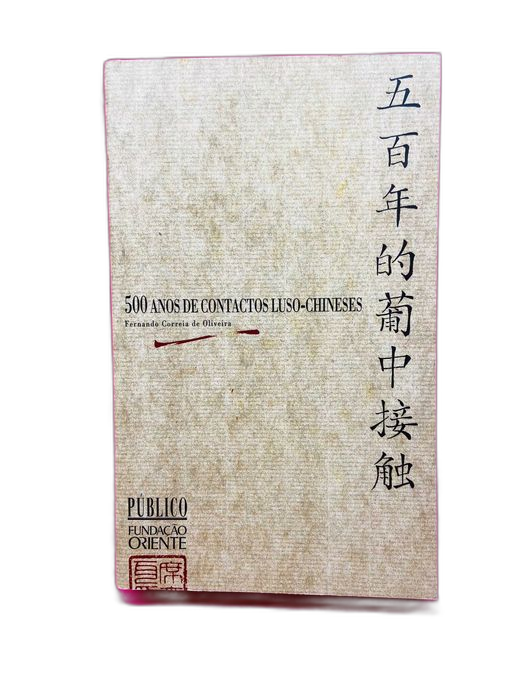 五百年的葡中接触
500 ANOS DE CONTACTOS LUSO-CHINESES
Fernando Correia de Oliveira
PÚBLICO
FUNDAÇÃO
ORIENTE